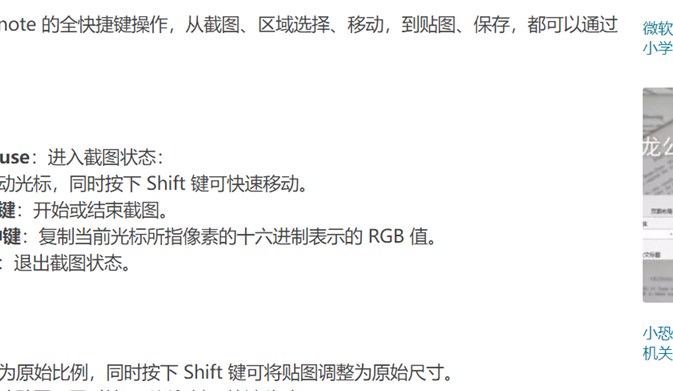 note 的全快捷键操作，从截图、区域选择、移动，到贴图、保存，都可以通过
use：进入截图状态：
动光标，同时按下 Shift 键可快速移动。
键：开始或结束截图。
键：复制当前光标所指像素的十六进制表示的 RGB 值。
：退出截图状态。
为原始比例，同时按下 Shift 键可将贴图调整为原始尺寸。
微软
小学
龙公
小恐
机关